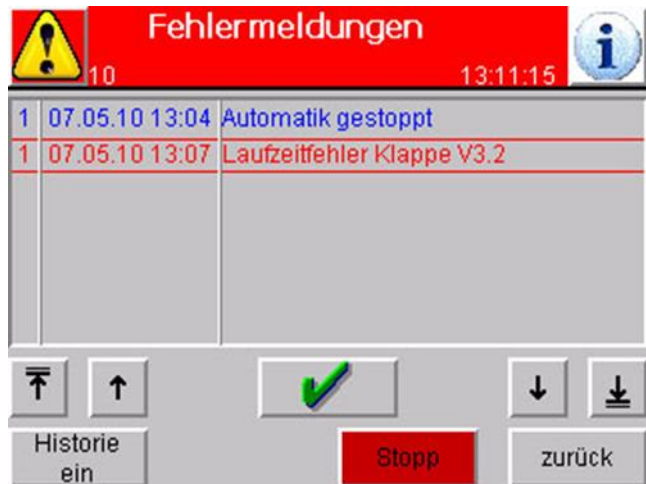 Fehlermeldungen
10 13:11:15
1 07.05.10 13:04 Automatik gestoppt
1 07.05.10 13:07 Laufzeitfehler Klappe V3.2
Historie
ein
Stopp
zurück